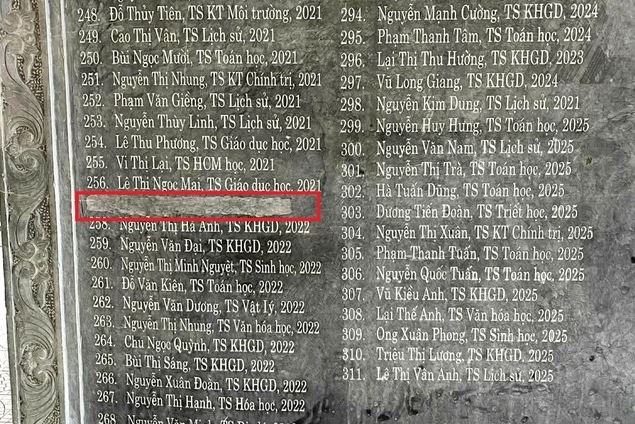 248. Đỗ Thủy Tiên, TS KT Môi trường, 2021
249. Cao Thị Vân, TS Lịch sử, 2021
250. Bùi Ngọc Mười, TS Toán học, 2021
251. Nguyễn Thị Nhung, TS KT Chính trị, 2021
252. Phạm Văn Giềng, TS Lịch sử, 2021
253. Nguyễn Thùy Linh, TS Lịch sử, 2021
254. Lê Thu Phương, TS Giáo dục học, 2021
255. Vi Thị Lại, TS HCM học, 2021
256. Lê Thị Ngọc Mai, TS Giáo dục học, 2021
258. Nguyễn Thị Hà Anh, TS KHGD, 2022
259. Nguyễn Văn Đại, TS KHGD, 2022
260. Nguyễn Thị Minh Nguyệt, TS Sinh học, 2022
261. Đỗ Văn Kiên, TS Toán học, 2022
262. Nguyễn Văn Dương, TS Vật lý, 2022
263. Nguyễn Thị Nhung, TS Văn hóa học, 2022
264. Chu Ngọc Quỳnh, TS KHGD, 2022
265. Bùi Thị Sáng, TS KHGD, 2022
266. Nguyễn Xuân Đoàn, TS KHGD, 2022
267. Nguyễn Thị Hạnh, TS Hóa học, 2022
268. Nguyễn Văn
294. Nguyễn Mạnh Cường, TS KHGD, 2024
295. Phạm Thanh Tâm, TS Toán học, 2024
296. Lại Thị Thu Hường, TS KHGD, 2023
297. Vũ Long Giang, TS KHGD, 2024
298. Nguyễn Kim Dung, TS Lịch sử, 2021
299. Nguyễn Huy Hưng, TS Toán học, 2025
300. Nguyễn Văn Nam, TS Lịch sử, 2025
301. Nguyễn Thị Trà, TS Toán học, 2025
302. Hà Tuấn Dũng, TS Toán học, 2025
303. Dương Tiến Đoàn, TS Triết học, 2025
304. Nguyễn Thị Xuân, TS KT Chính trị, 2025
305. Phạm Thanh Tuấn, TS Toán học, 2025
306. Nguyễn Quốc Tuấn, TS Toán học, 2025
307. Vũ Kiều Anh, TS KHGD, 2025
308. Lại Thế Anh, TS Văn hóa học, 2025
309. Ong Xuân Phong, TS Sinh học, 2025
310. Triệu Thị Lượng, TS KHGD, 2025
311. Lê Thị Vân Anh, TS Lịch sử, 2025